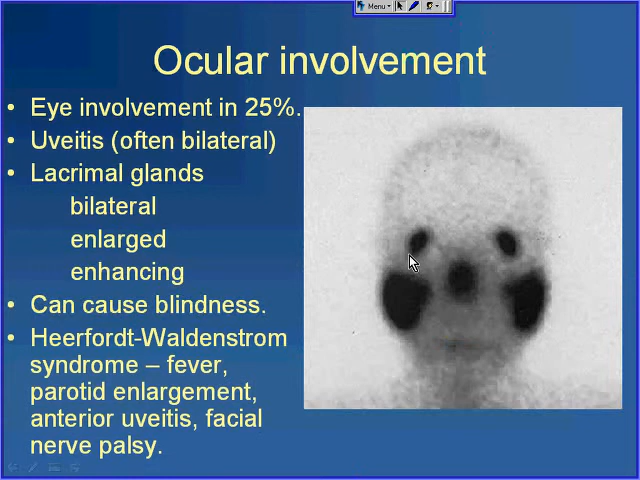 Menu
Ocular involvement
• Eye involvement in 25%.
• Uveitis (often bilateral)
• Lacrimal glands
bilateral
enlarged
enhancing
• Can cause blindness.
• Heerfordt-Waldenstrom
syndrome – fever,
parotid enlargement,
anterior uveitis, facial
nerve palsy.